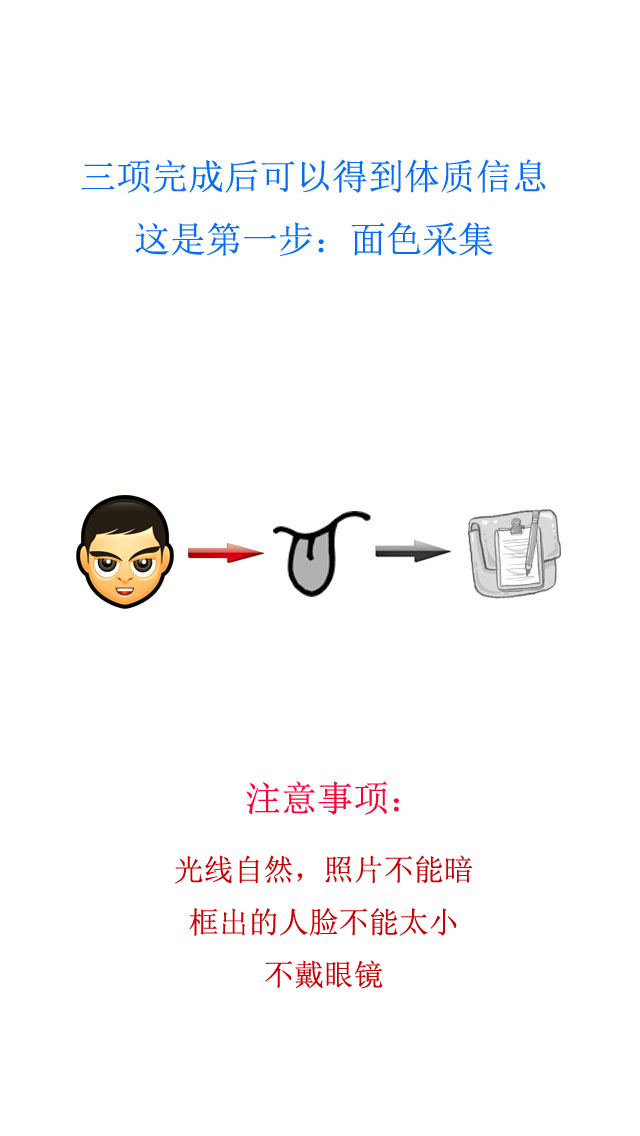 三项完成后可以得到体质信息
这是第一步：面色采集
注意事项：
光线自然，照片不能暗
框出的人脸不能太小
不戴眼镜